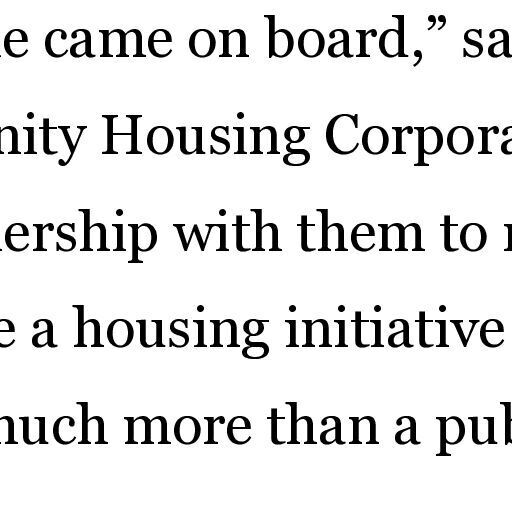 e came on board,” sa
nity Housing Corpora
ership with them to
e a housing initiative
much more than a pub